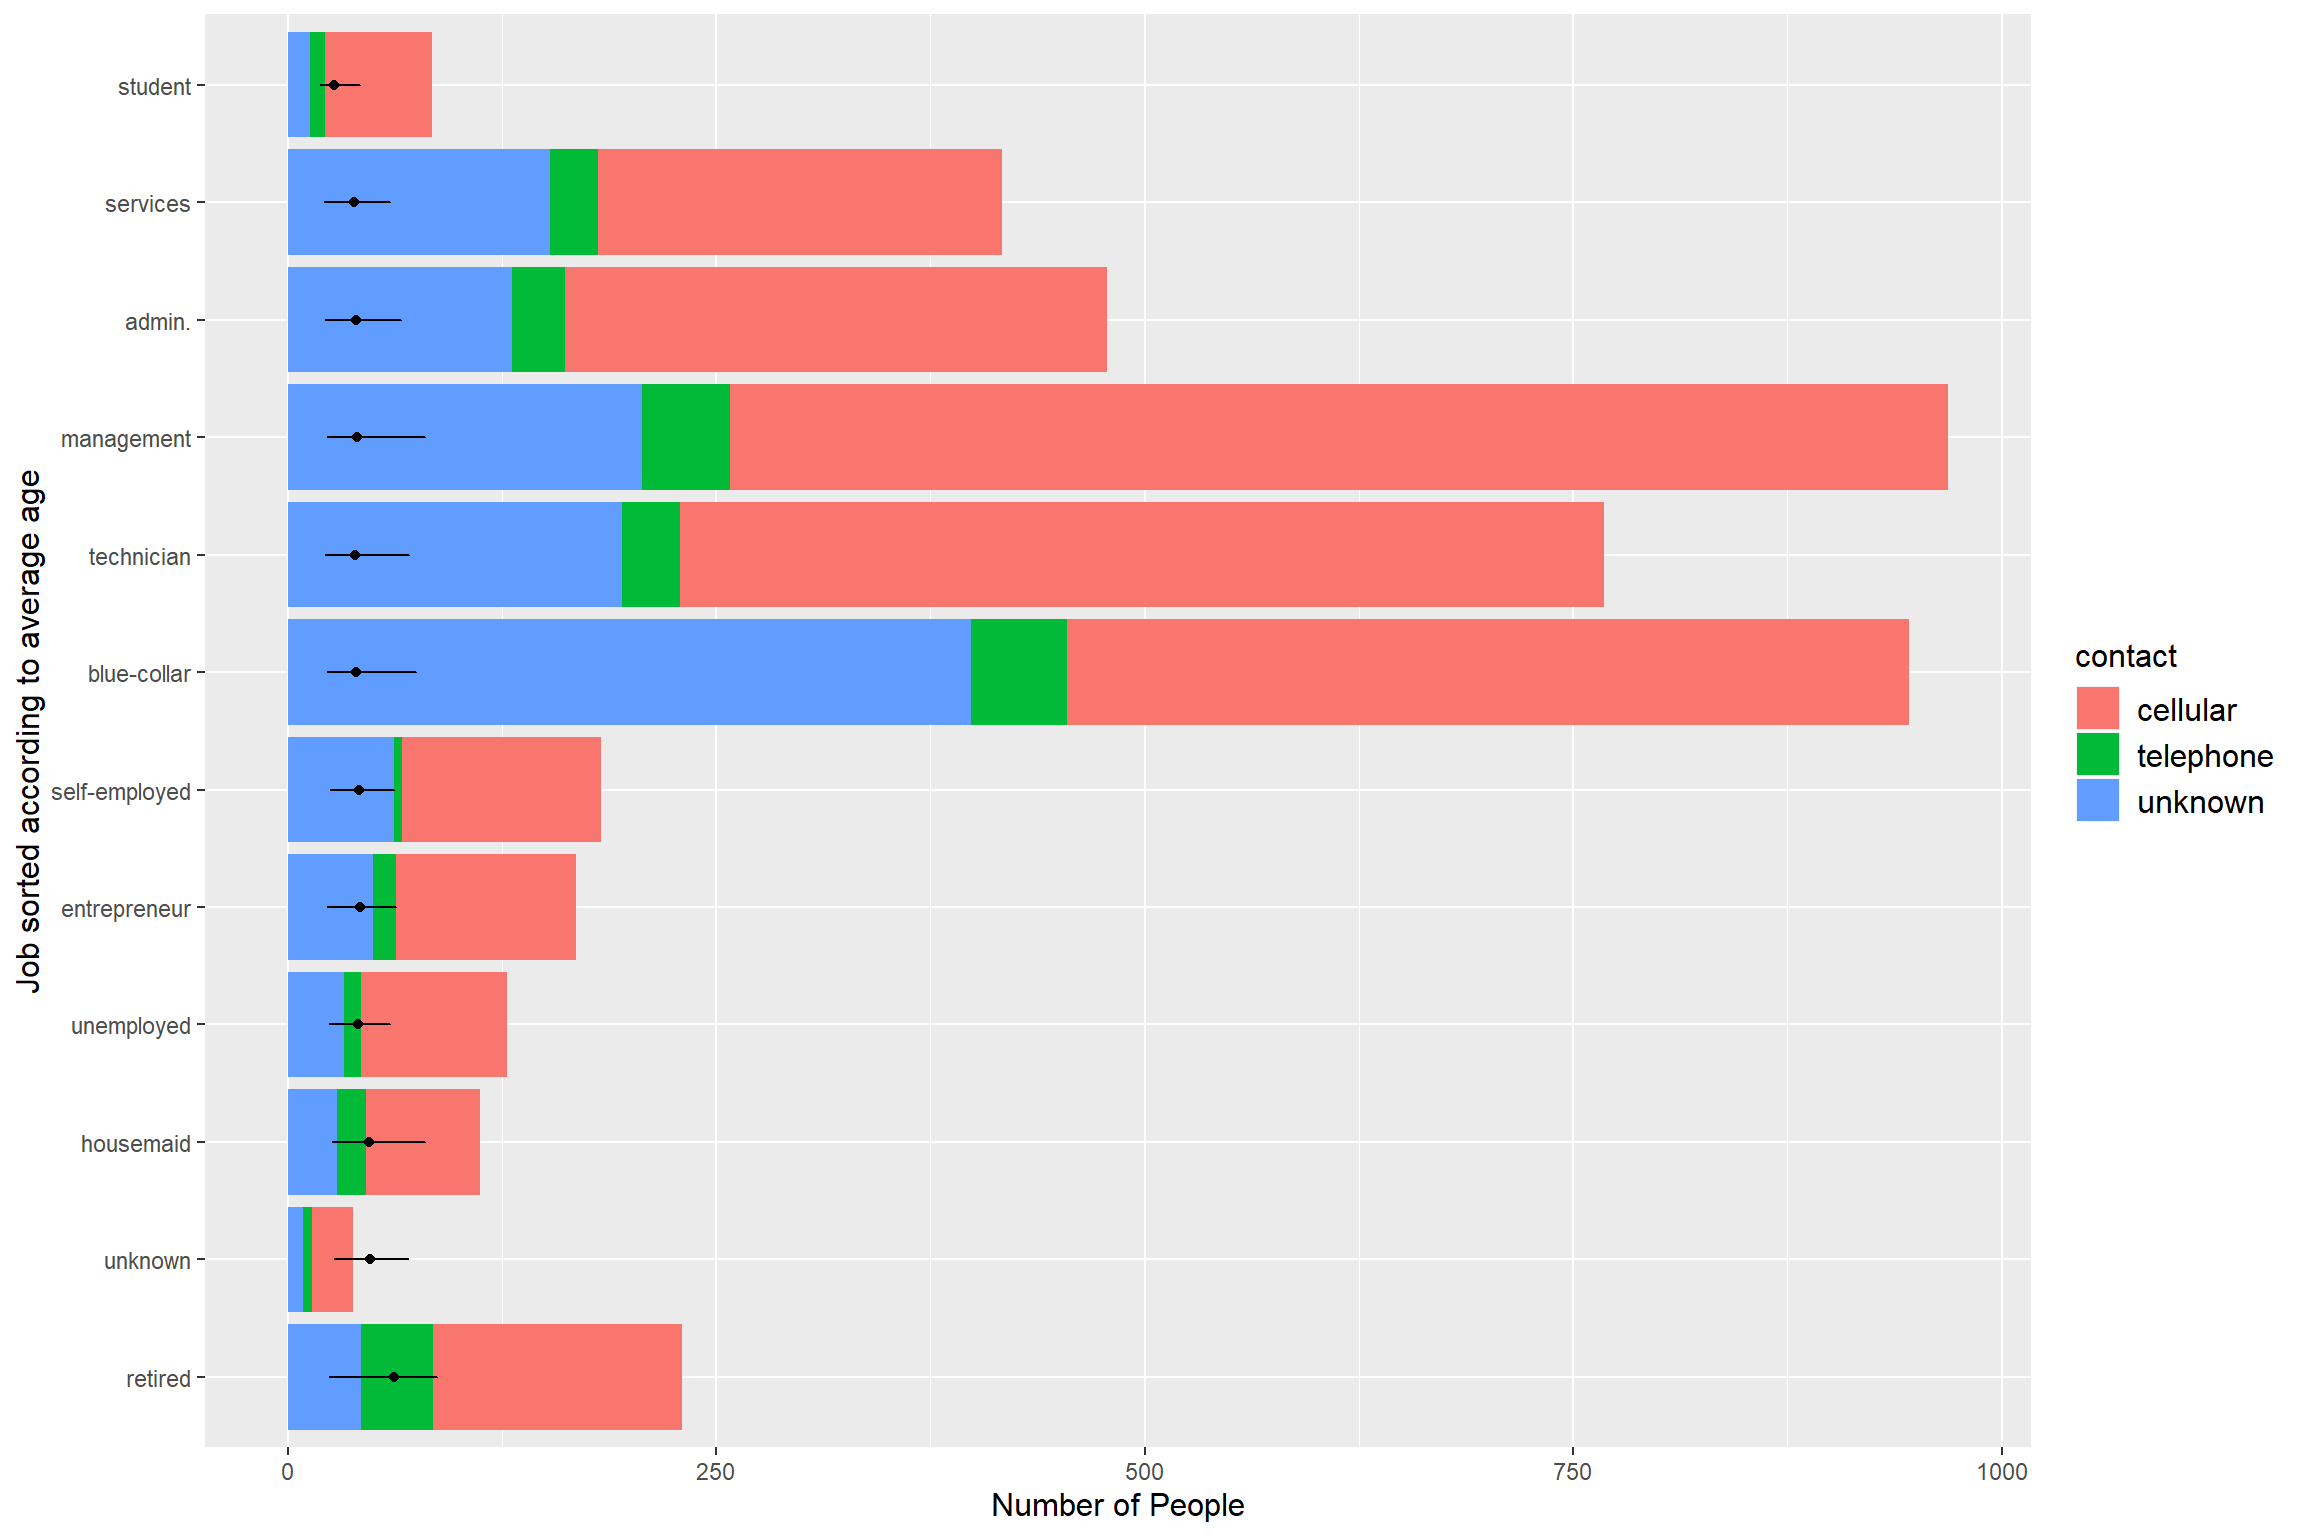 Job sorted according to average age
student
services
admin.
management
technician
blue-collar
self-employed
entrepreneur
unemployed
housemaid
unknown
retired
0 250 500 750 1000
Number of People
contact
cellular
telephone
unknown